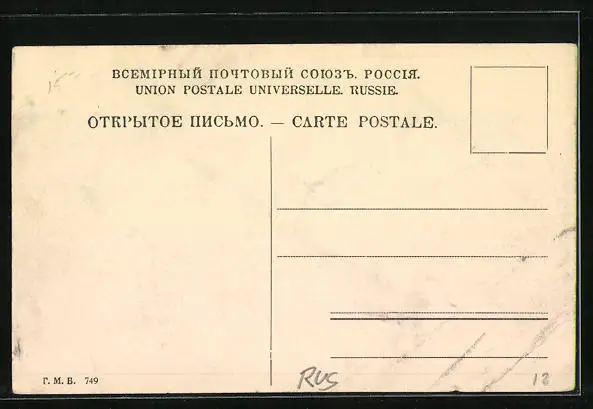 ВСЕМІРНЫЙ ПОЧТОВЫЙ СОЮЗЪ. РОССІЯ.
UNION POSTALE UNIVERSELLE. RUSSIE.
ОТКРЫТОЕ ПИСЬМО. — CARTE POSTALE.
Г. М. В. 749
RUS
12